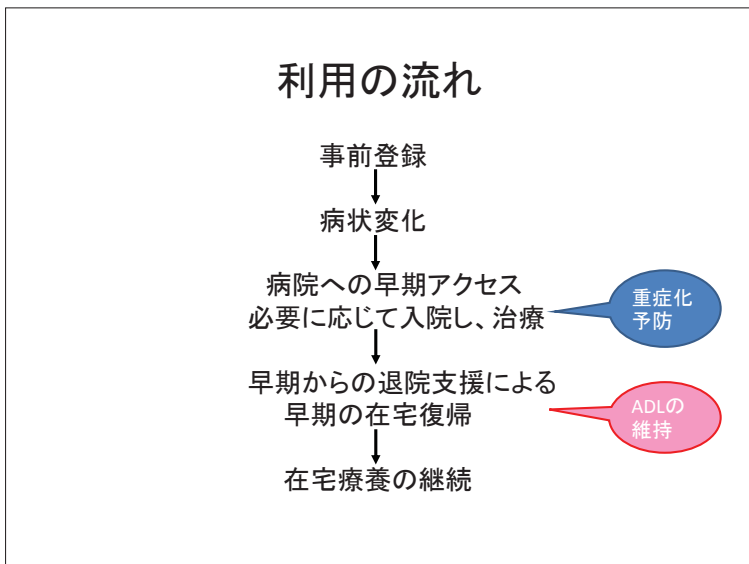 利用の流れ
事前登録
病状変化
病院への早期アクセス
必要に応じて入院し、治療
重症化
予防
早期からの退院支援による
早期の在宅復帰
ADLの
維持
在宅療養の継続